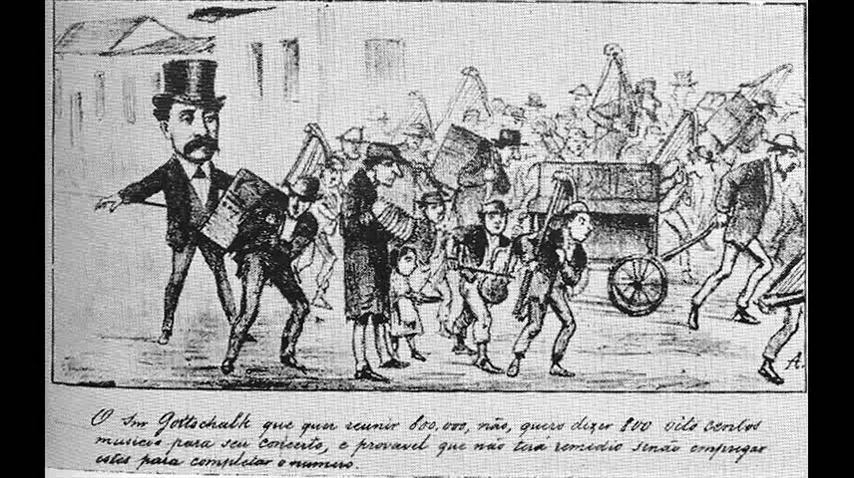 A.
O Snr Gottschalk que quer reunir 800.000, não, quero dizer 800 oito centos
musicos para seu concerto, e provavel que não terá remedio senão empregar
estes para completar o numero.